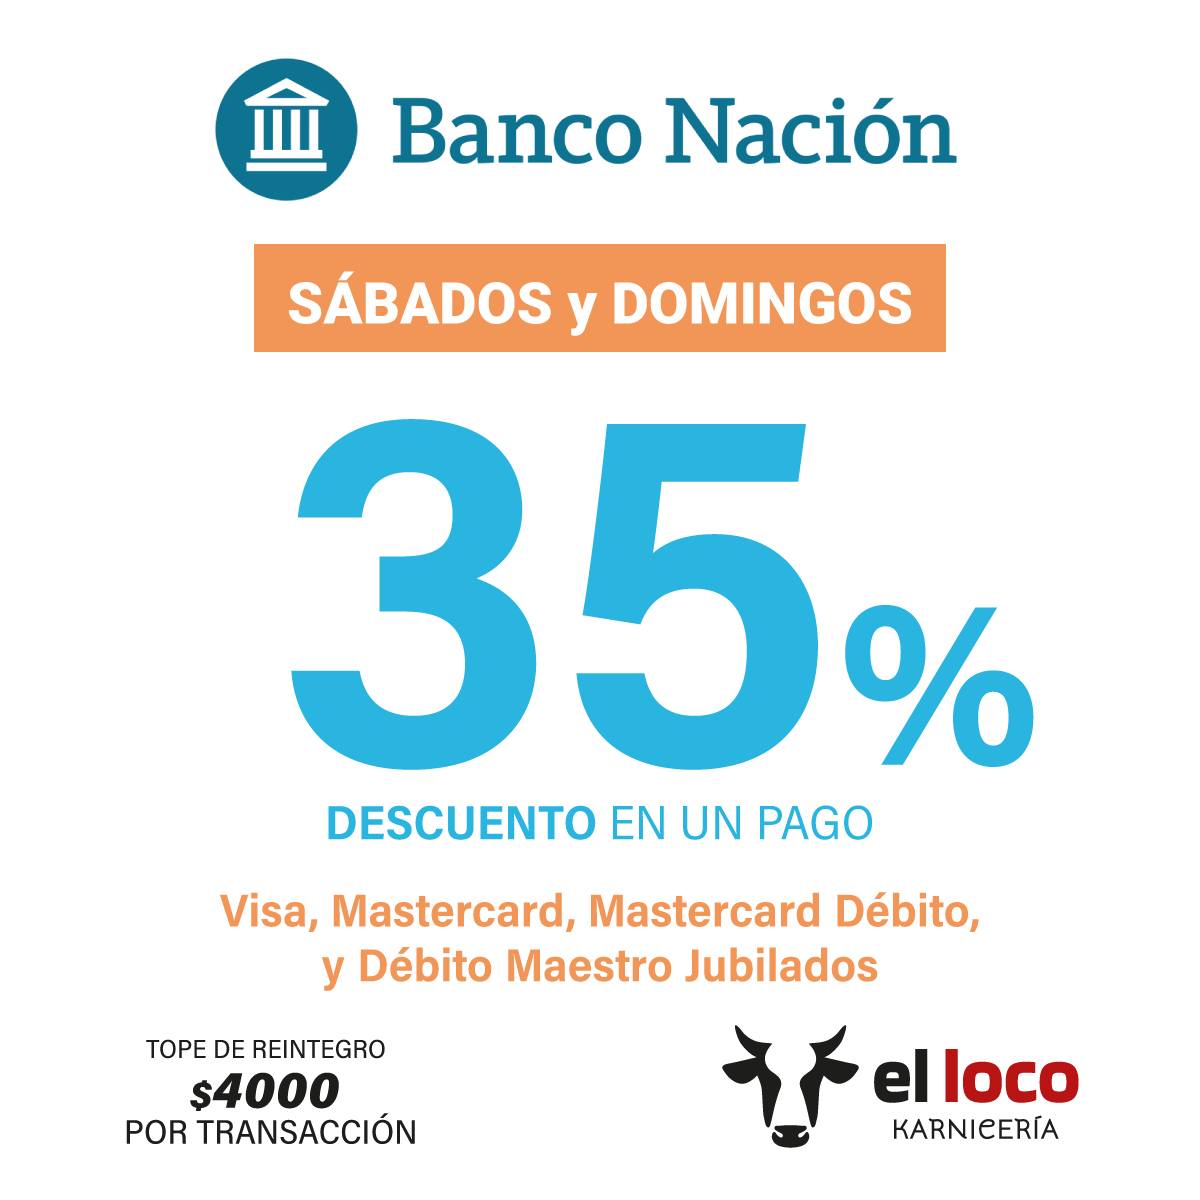 Banco Nación
SÁBADOS y DOMINGOS
35%
DESCUENTO EN UN PAGO
Visa, Mastercard, Mastercard Débito,
y Débito Maestro Jubilados
TOPE DE REINTEGRO
$4000
POR TRANSACCIÓN
el loco
KARNICERÍA